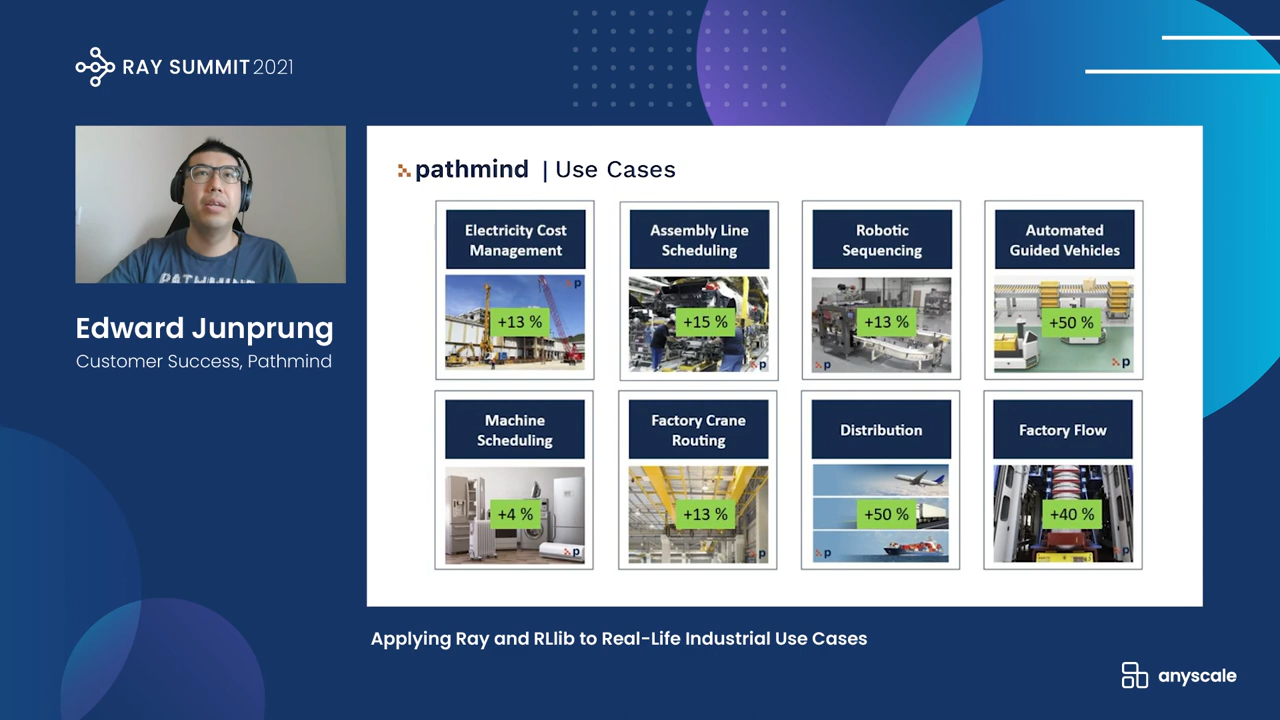 RAY SUMMIT 2021
PATHMIND
Edward Junprung
Customer Success, Pathmind
pathmind | Use Cases
Electricity Cost
Management
p
+13 %
Assembly Line
Scheduling
+15 %
p
Robotic
Sequencing
+13 %
p
Automated
Guided Vehicles
+50 %
p
Machine
Scheduling
+4 %
p
Factory Crane
Routing
+13 %
p
Distribution
+50 %
p
Factory Flow
+40 %
p
Applying Ray and RLlib to Real-Life Industrial Use Cases
anyscale